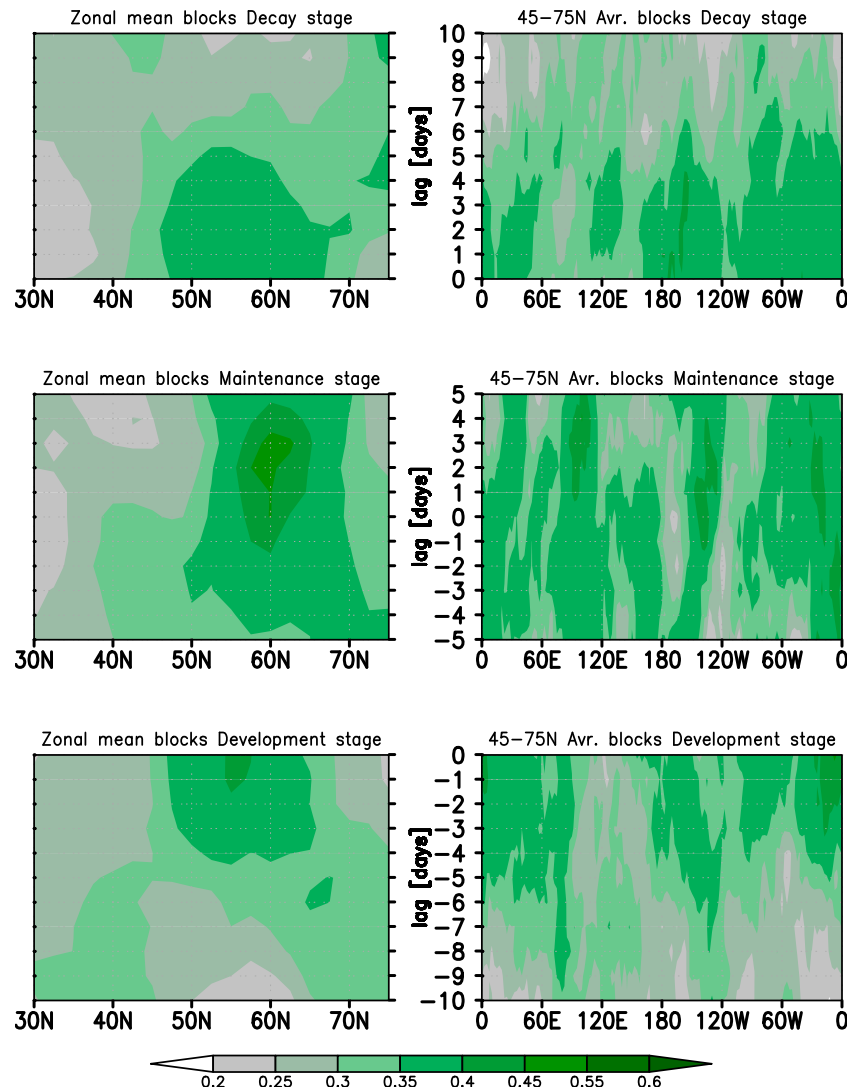 Zonal mean blocks Decay stage
45-75N Avr. blocks Decay stage
lag [days]
10
9
8
7
6
5
4
3
2
1
0
30N 40N 50N 60N 70N
0 60E 120E 180 120W 60W 0
Zonal mean blocks Maintenance stage
45-75N Avr. blocks Maintenance stage
lag [days]
5
4
3
2
1
0
-1
-2
-3
-4
-5
30N 40N 50N 60N 70N
0 60E 120E 180 120W 60W 0
Zonal mean blocks Development stage
45-75N Avr. blocks Development stage
lag [days]
0
-1
-2
-3
-4
-5
-6
-7
-8
-9
-10
30N 40N 50N 60N 70N
0 60E 120E 180 120W 60W 0
0.2 0.25 0.3 0.35 0.4 0.45 0.55 0.6